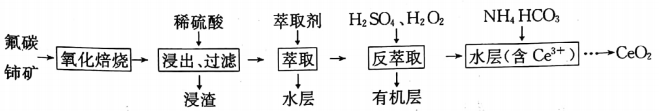 稀硫酸 萃取剂 H₂SO₄、H₂O₂ NH₄HCO₃
氟碳铈矿 → 氧化焙烧 → 浸出、过滤 → 萃取 → 反萃取 → 水层(含Ce³⁺) ····→ CeO₂
浸渣 水层 有机层